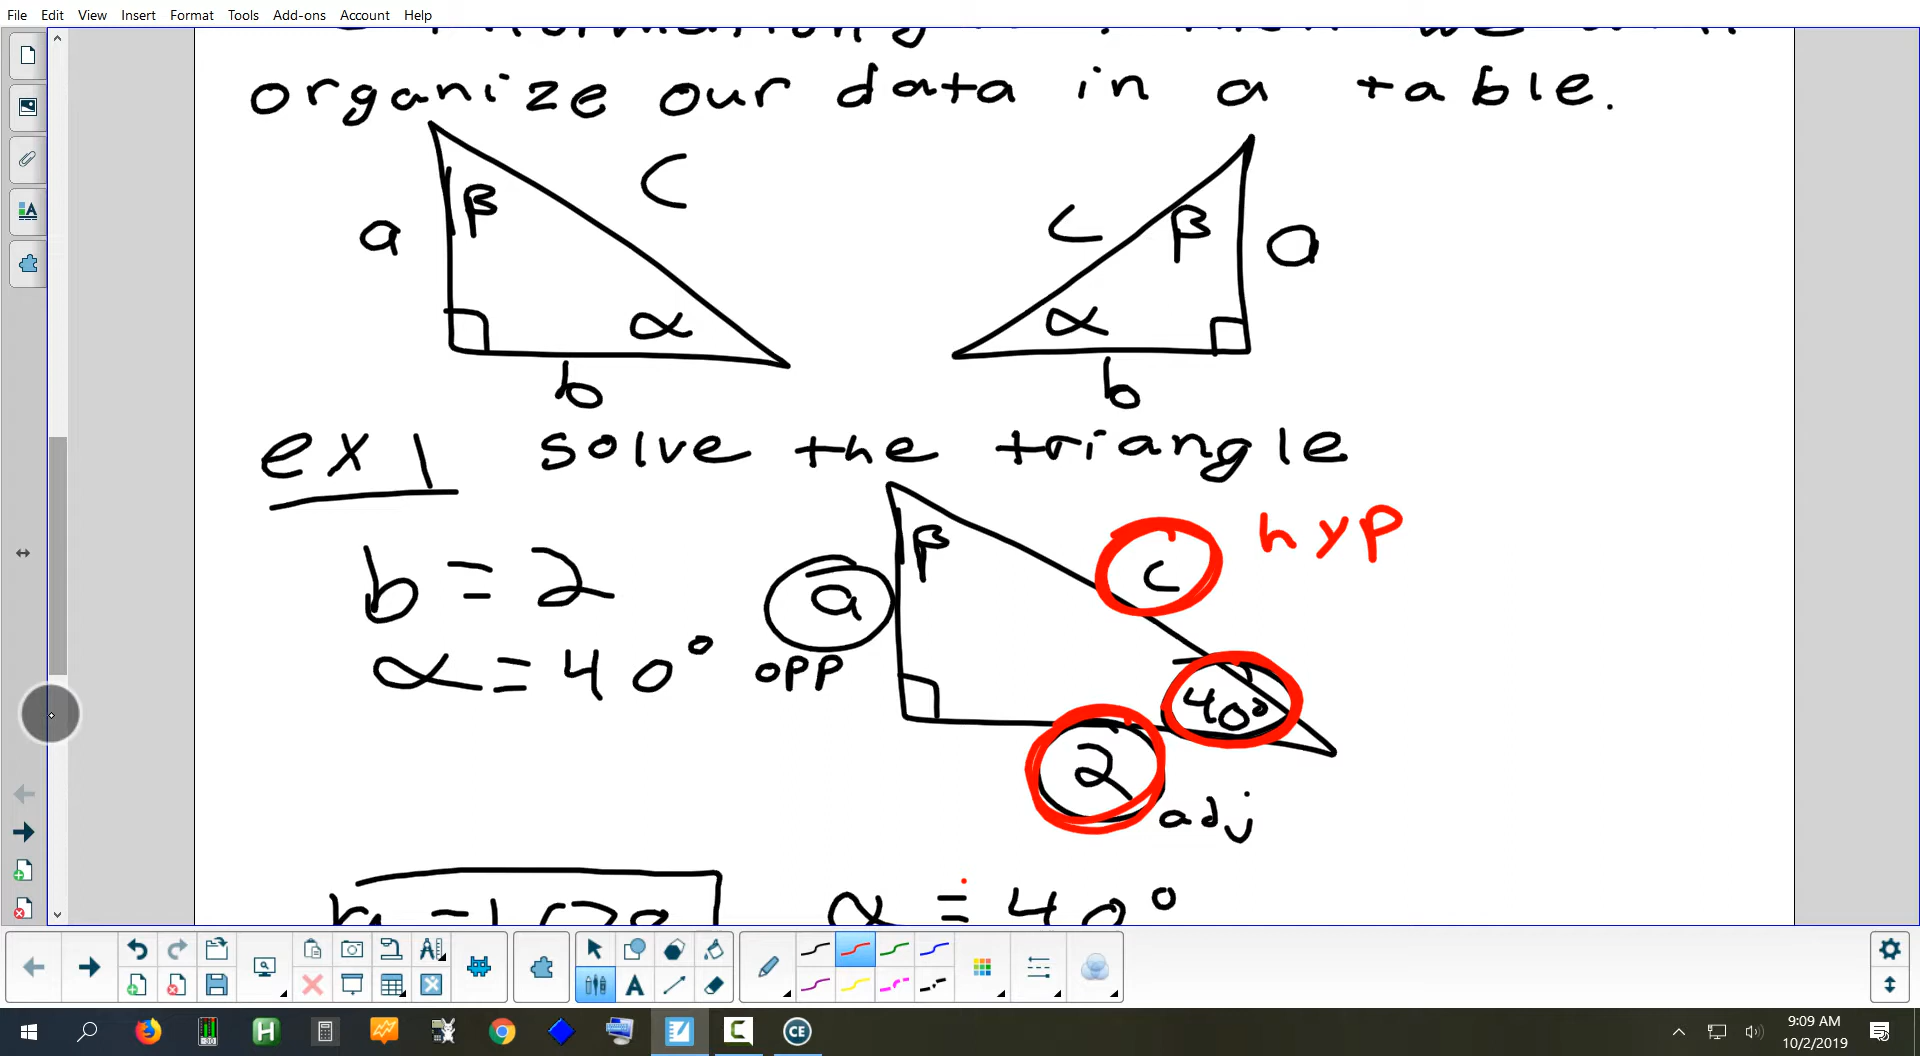 File Edit View Insert Format Tools Add-ons Account Help
organize our data in a table.
β C
a
α
b
c β a
α
b
ex 1 solve the triangle
β c hyp
b = 2 a
α = 40° opp
40°
2
adj
α = 40°
A
CE
9:09 AM
10/2/2019